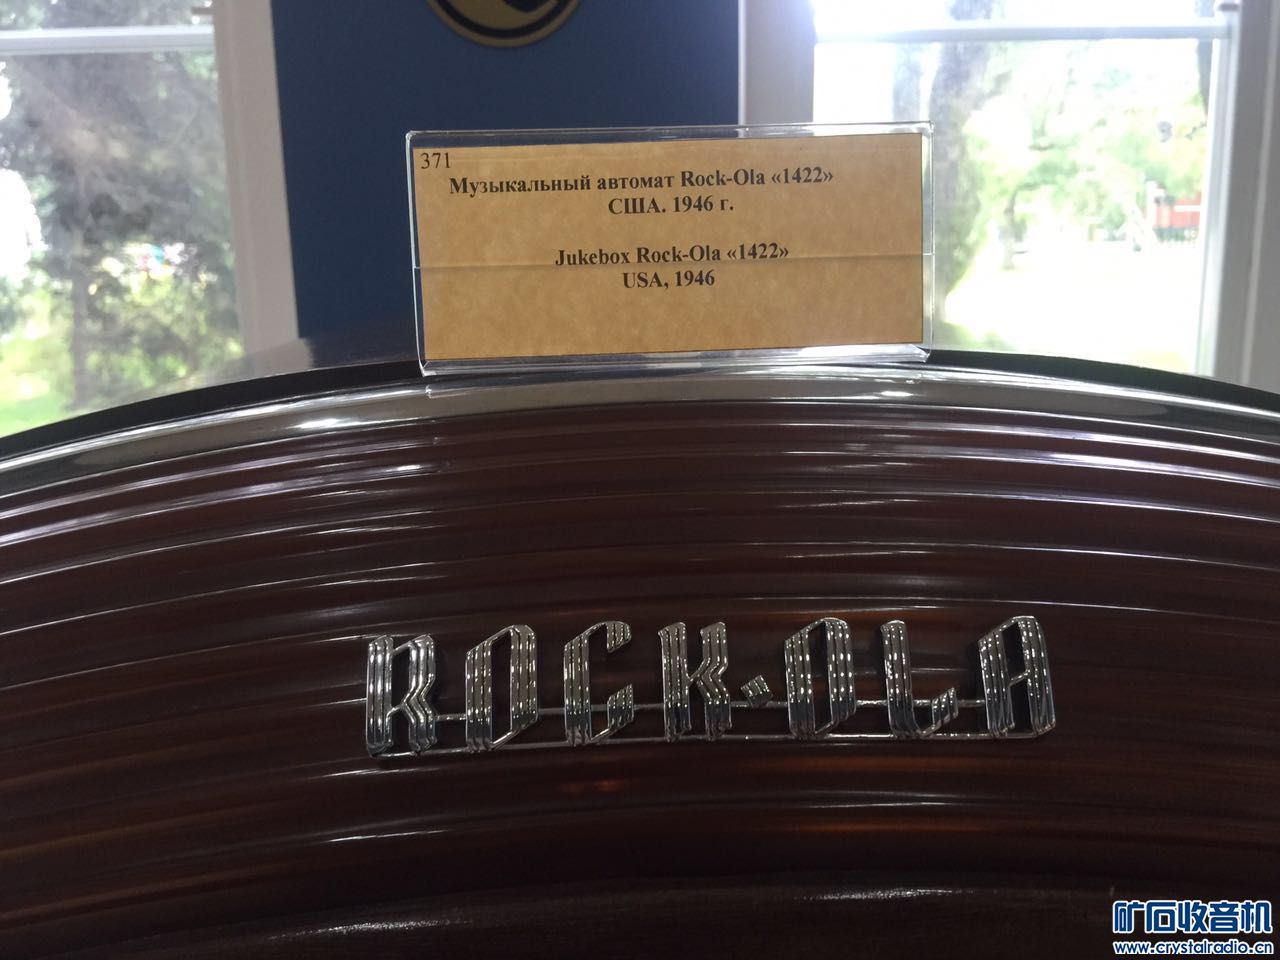 371
Музыкальный автомат Rock-Ola «1422»
США. 1946 г.
Jukebox Rock-Ola «1422»
USA, 1946
ROCK·OLA
矿石收音机
www.crystalradio.cn